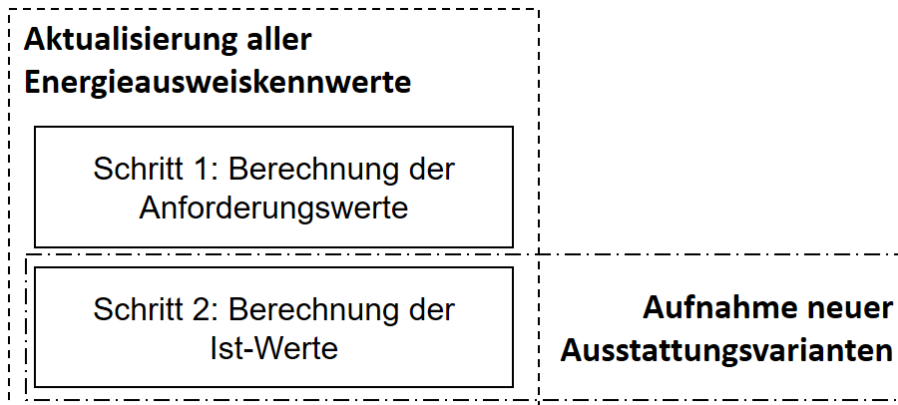 Aktualisierung aller
Energieausweiskennwerte
Schritt 1: Berechnung der
Anforderungswerte
Schritt 2: Berechnung der
Ist-Werte
Aufnahme neuer
Ausstattungsvarianten